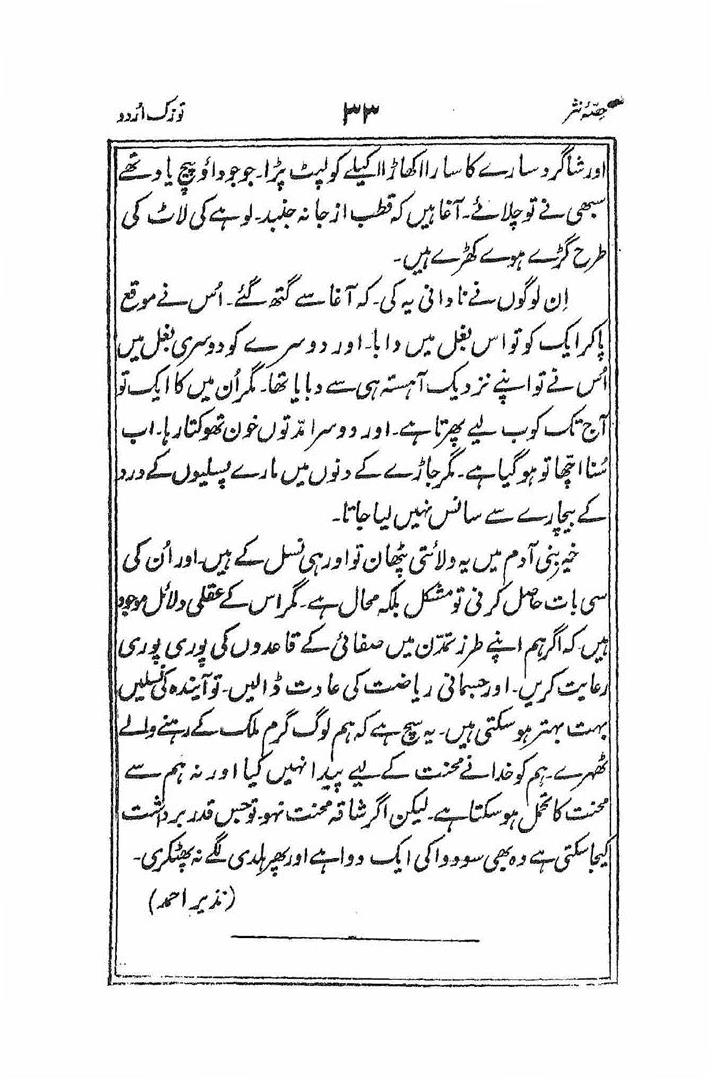 حصۂ نثر
۳۳
توزک اُردو
اور شاگرد سارے کا سارا اکھاڑا اکیلے کو لپٹ پڑا۔ جو جو داؤ پیچ یاد تھے
سبھی نے تو چلائے۔ آغا ہیں کہ قطب از جا نہ جنبد۔ لوہے کی لاٹ کی
طرح گڑے ہوے کھڑے ہیں۔
اِن لوگوں نے نادانی یہ کی۔ کہ آغا سے گتھ گئے۔ اُس نے موقع
پاکر ایک کو تو اس بغل میں دابا۔ اور دوسرے کو دوسری بغل میں
اُس نے تو اپنے نزدیک آہستہ ہی سے دبایا تھا۔ مگر اُن میں کا ایک تو
آج تک کوب لیے پھرتا ہے۔ اور دوسرا مدّتوں خون تھوکتا رہا۔ اب
سُنا اچّھا تو ہو گیا ہے۔ مگر جاڑے کے دنوں میں مارے پسلیوں کے درد
کے بیچارے سے سانس نہیں لیا جاتا۔
خیر بنی آدم میں یہ ولائتی پٹھان تو اور ہی نسل کے ہیں۔ اور اُن کی
سی بات حاصل کرنی تو مشکل بلکہ محال ہے۔ مگر اس کے عقلی دلائل موجود
ہیں کہ اگر ہم اپنے طرز تمدّن میں صفائی کے قاعدوں کی پوری پوری
رعایت کریں۔ اور جسمانی ریاضت کی عادت ڈالیں۔ تو آیندہ کی نسلیں
بہت بہتر ہو سکتی ہیں۔ یہ سچ ہے کہ ہم لوگ گرم ملک کے رہنے والے
ٹھہرے۔ ہم کو خدا نے محنت کے لیے پیدا نہیں کیا اور نہ ہم سے
محنت کا تحمل ہو سکتا ہے۔ لیکن اگر شاقہ محنت نہو۔ تو جس قدر برداشت
کیجا سکتی ہے وہ بھی سو دوا کی ایک دوا ہے اور پھر ہلدی لگے نہ پھٹکری۔
(نذیر احمد)